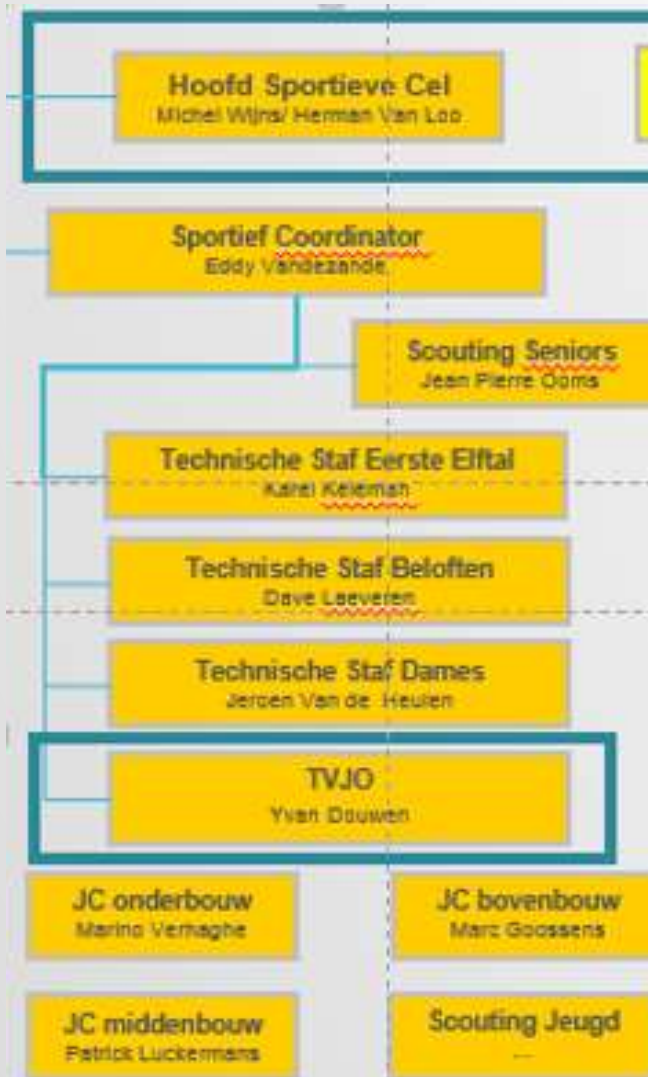 Hoofd Sportieve Cel
Michel Wijns/ Herman Van Loo
Sportief Coordinator
Eddy Vandezande,
Scouting Seniors
Jean Pierre Ooms
Technische Staf Eerste Elftal
Karel Keleman
Technische Staf Beloften
Dave Laeveren
Technische Staf Dames
Jeroen Van de Heulen
TVJO
Yvan Douwen
JC onderbouw
Marino Verhaghe
JC bovenbouw
Marc Goossens
JC middenbouw
Patrick Luckermans
Scouting Jeugd
...